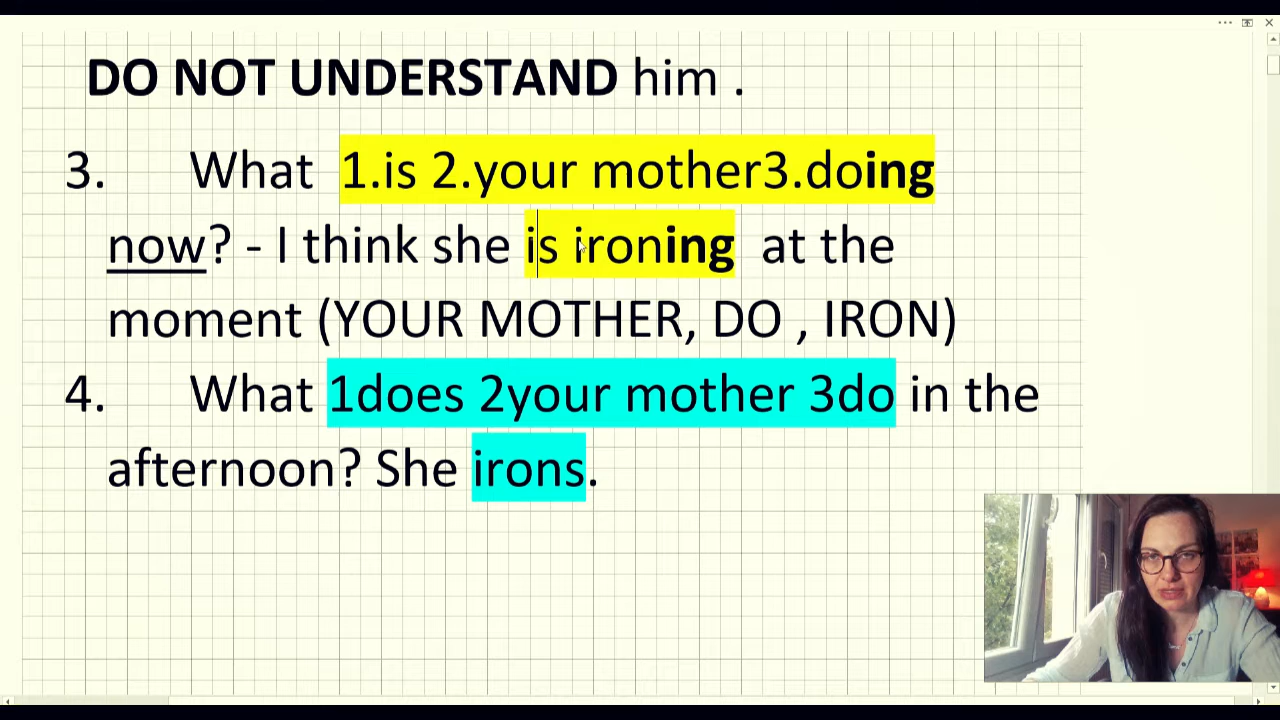 DO NOT UNDERSTAND him .
3. What 1.is 2.your mother3.doing
now? - I think she is ironing at the
moment (YOUR MOTHER, DO , IRON)
4. What 1does 2your mother 3do in the
afternoon? She irons.